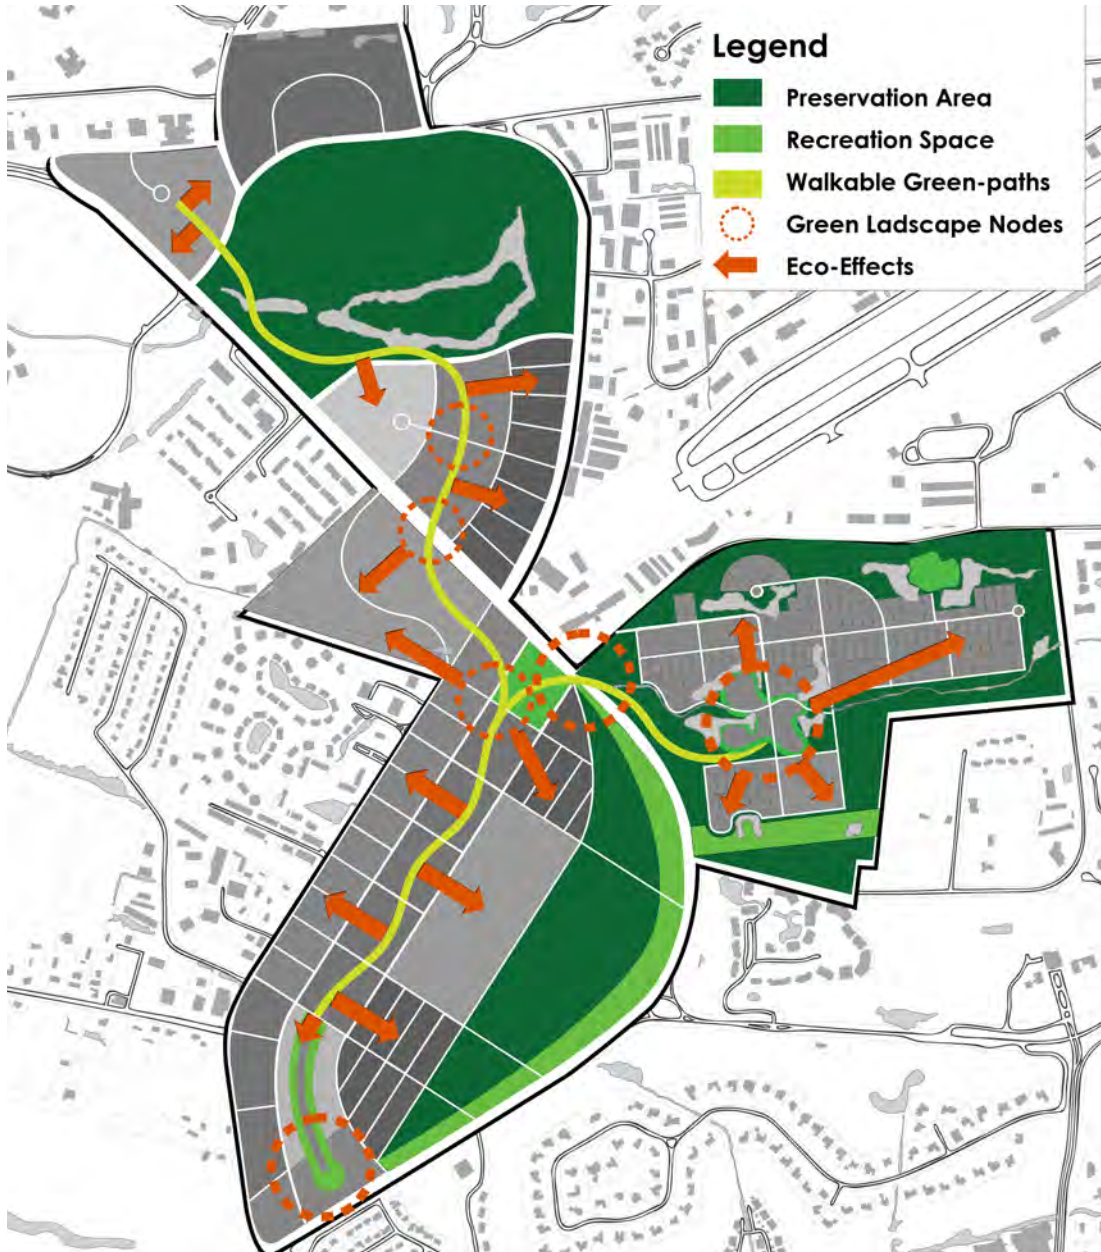 Legend
Preservation Area
Recreation Space
Walkable Green-paths
Green Ladscape Nodes
Eco-Effects